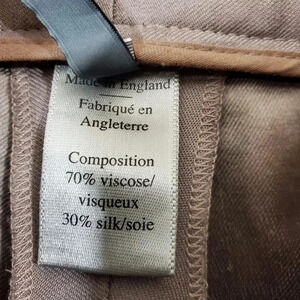 Made in England
Fabriqué en
Angleterre
Composition
70% viscose/
visqueux
30% silk/soie